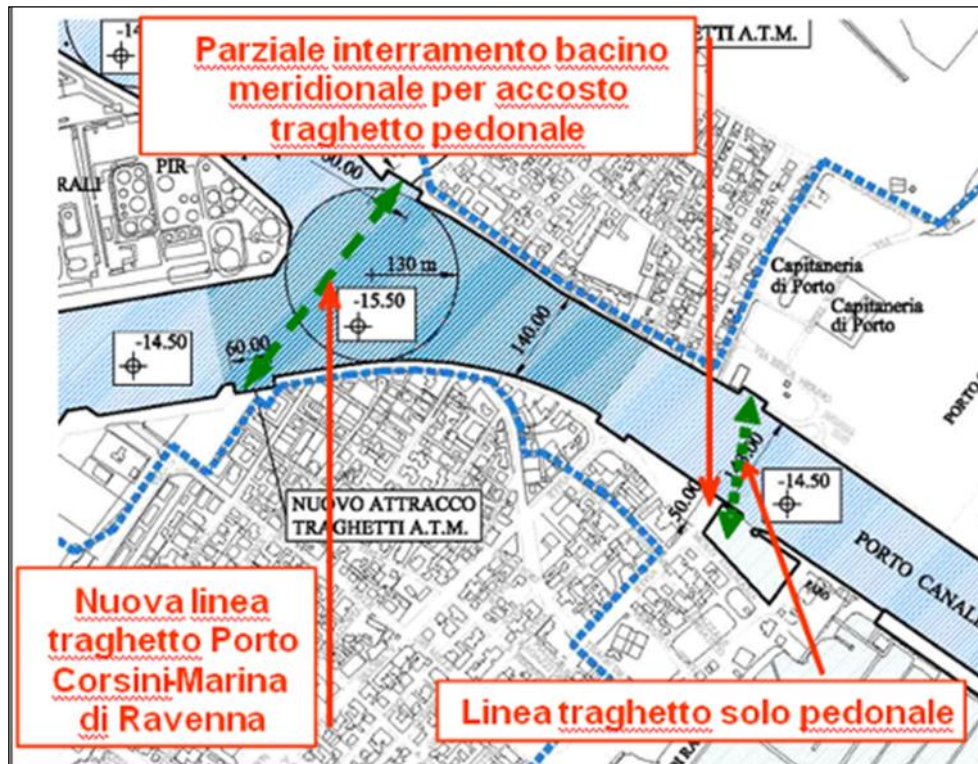 -14
Parziale interramento bacino
meridionale per accosto
traghetto pedonale
ETTI A.T.M.
PIR
RALI
130 m
-15.50
-14.50
60.00
140.00
Capitaneria
di Porto
Capitaneria
di Porto
NUOVO ATTRACCO
TRAGHETTI A.T.M.
50.00
-14.50
PORTO CANALE
Nuova linea
traghetto Porto
Corsini-Marina
di Ravenna
Linea traghetto solo pedonale